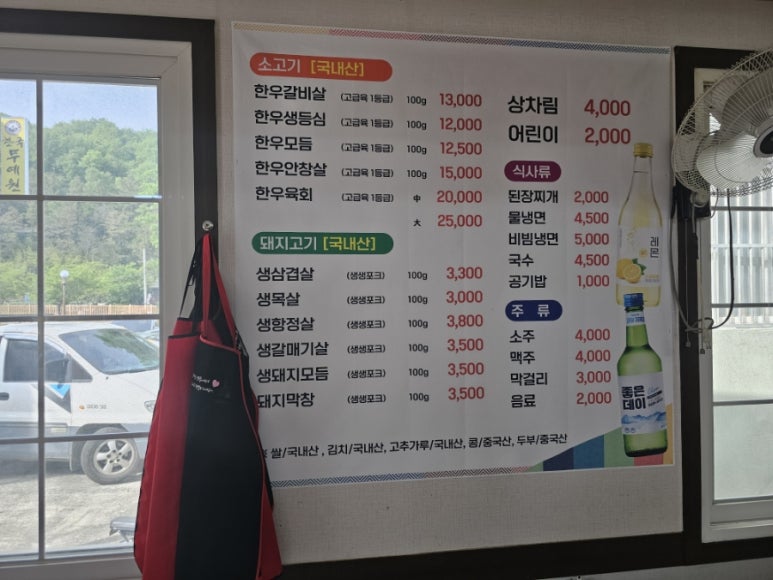 소고기 [국내산]
한우갈비살 (고급육 1등급) 100g 13,000
한우생등심 (고급육 1등급) 100g 12,000
한우모듬 (고급육 1등급) 100g 12,500
한우안창살 (고급육 1등급) 100g 15,000
한우육회 (고급육 1등급) 中 20,000
大 25,000
돼지고기 [국내산]
생삼겹살 (생생포크) 100g 3,300
생목살 (생생포크) 100g 3,000
생항정살 (생생포크) 100g 3,800
생갈매기살 (생생포크) 100g 3,500
생돼지모듬 (생생포크) 100g 3,500
돼지막창 (생생포크) 100g 3,500
상차림 4,000
어린이 2,000
식사류
된장찌개 2,000
물냉면 4,500
비빔냉면 5,000
국수 4,500
공기밥 1,000
주 류
소주 4,000
맥주 4,000
막걸리 3,000
음료 2,000
쌀/국내산 , 김치/국내산, 고추가루/국내산, 콩/중국산, 두부/중국산
레몬
좋은
데이
무예원